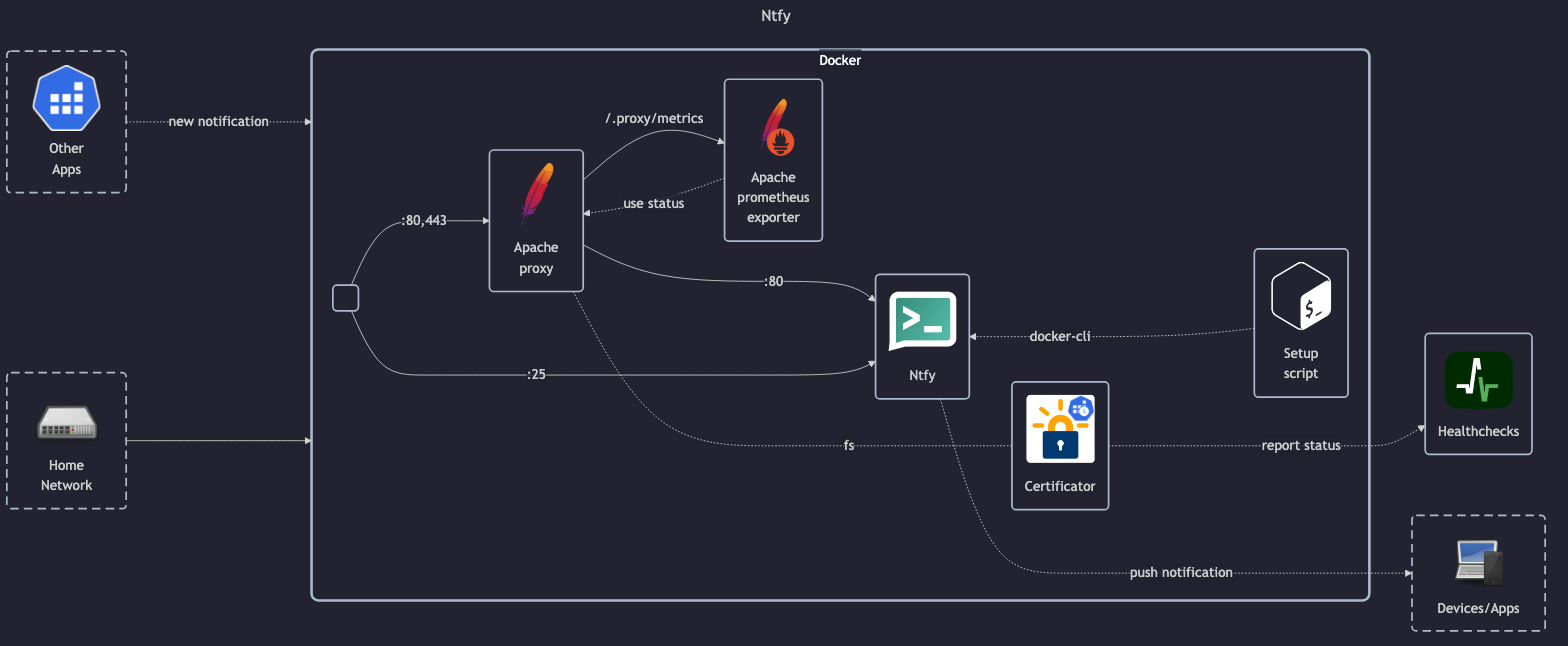 Ntfy
Docker
Other
Apps
new notification
/.proxy/metrics
Apache
prometheus
exporter
use status
:80,443
Apache
proxy
:80
>_
Ntfy
docker-cli
$_
Setup
script
:25
Home
Network
fs
Certificator
report status
Healthchecks
push notification
Devices/Apps